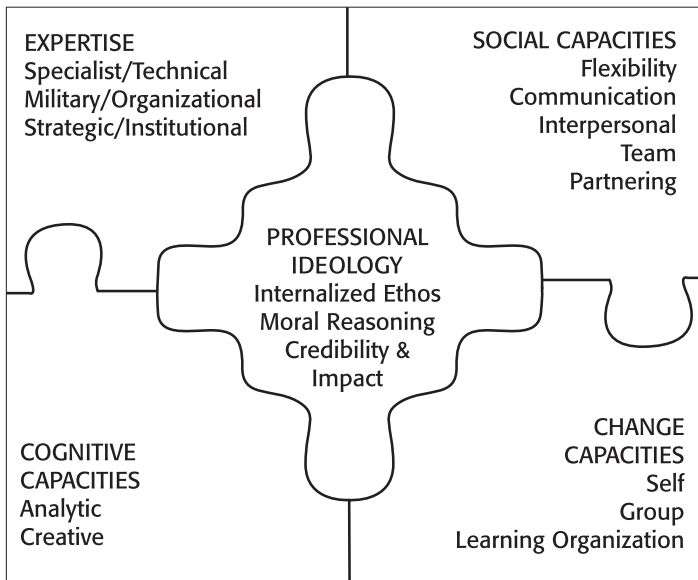 EXPERTISE
Specialist/Technical
Military/Organizational
Strategic/Institutional
SOCIAL CAPACITIES
Flexibility
Communication
Interpersonal
Team
Partnering
PROFESSIONAL
IDEOLOGY
Internalized Ethos
Moral Reasoning
Credibility &
Impact
COGNITIVE
CAPACITIES
Analytic
Creative
CHANGE
CAPACITIES
Self
Group
Learning Organization